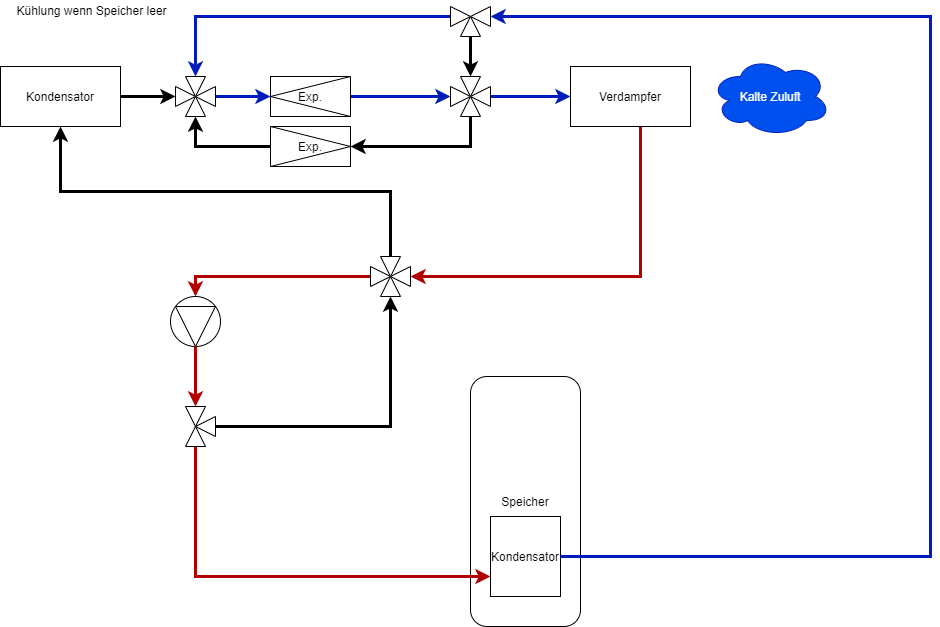 Kühlung wenn Speicher leer
Kondensator
Exp.
Verdampfer
Kalte Zuluft
Exp.
Speicher
Kondensator